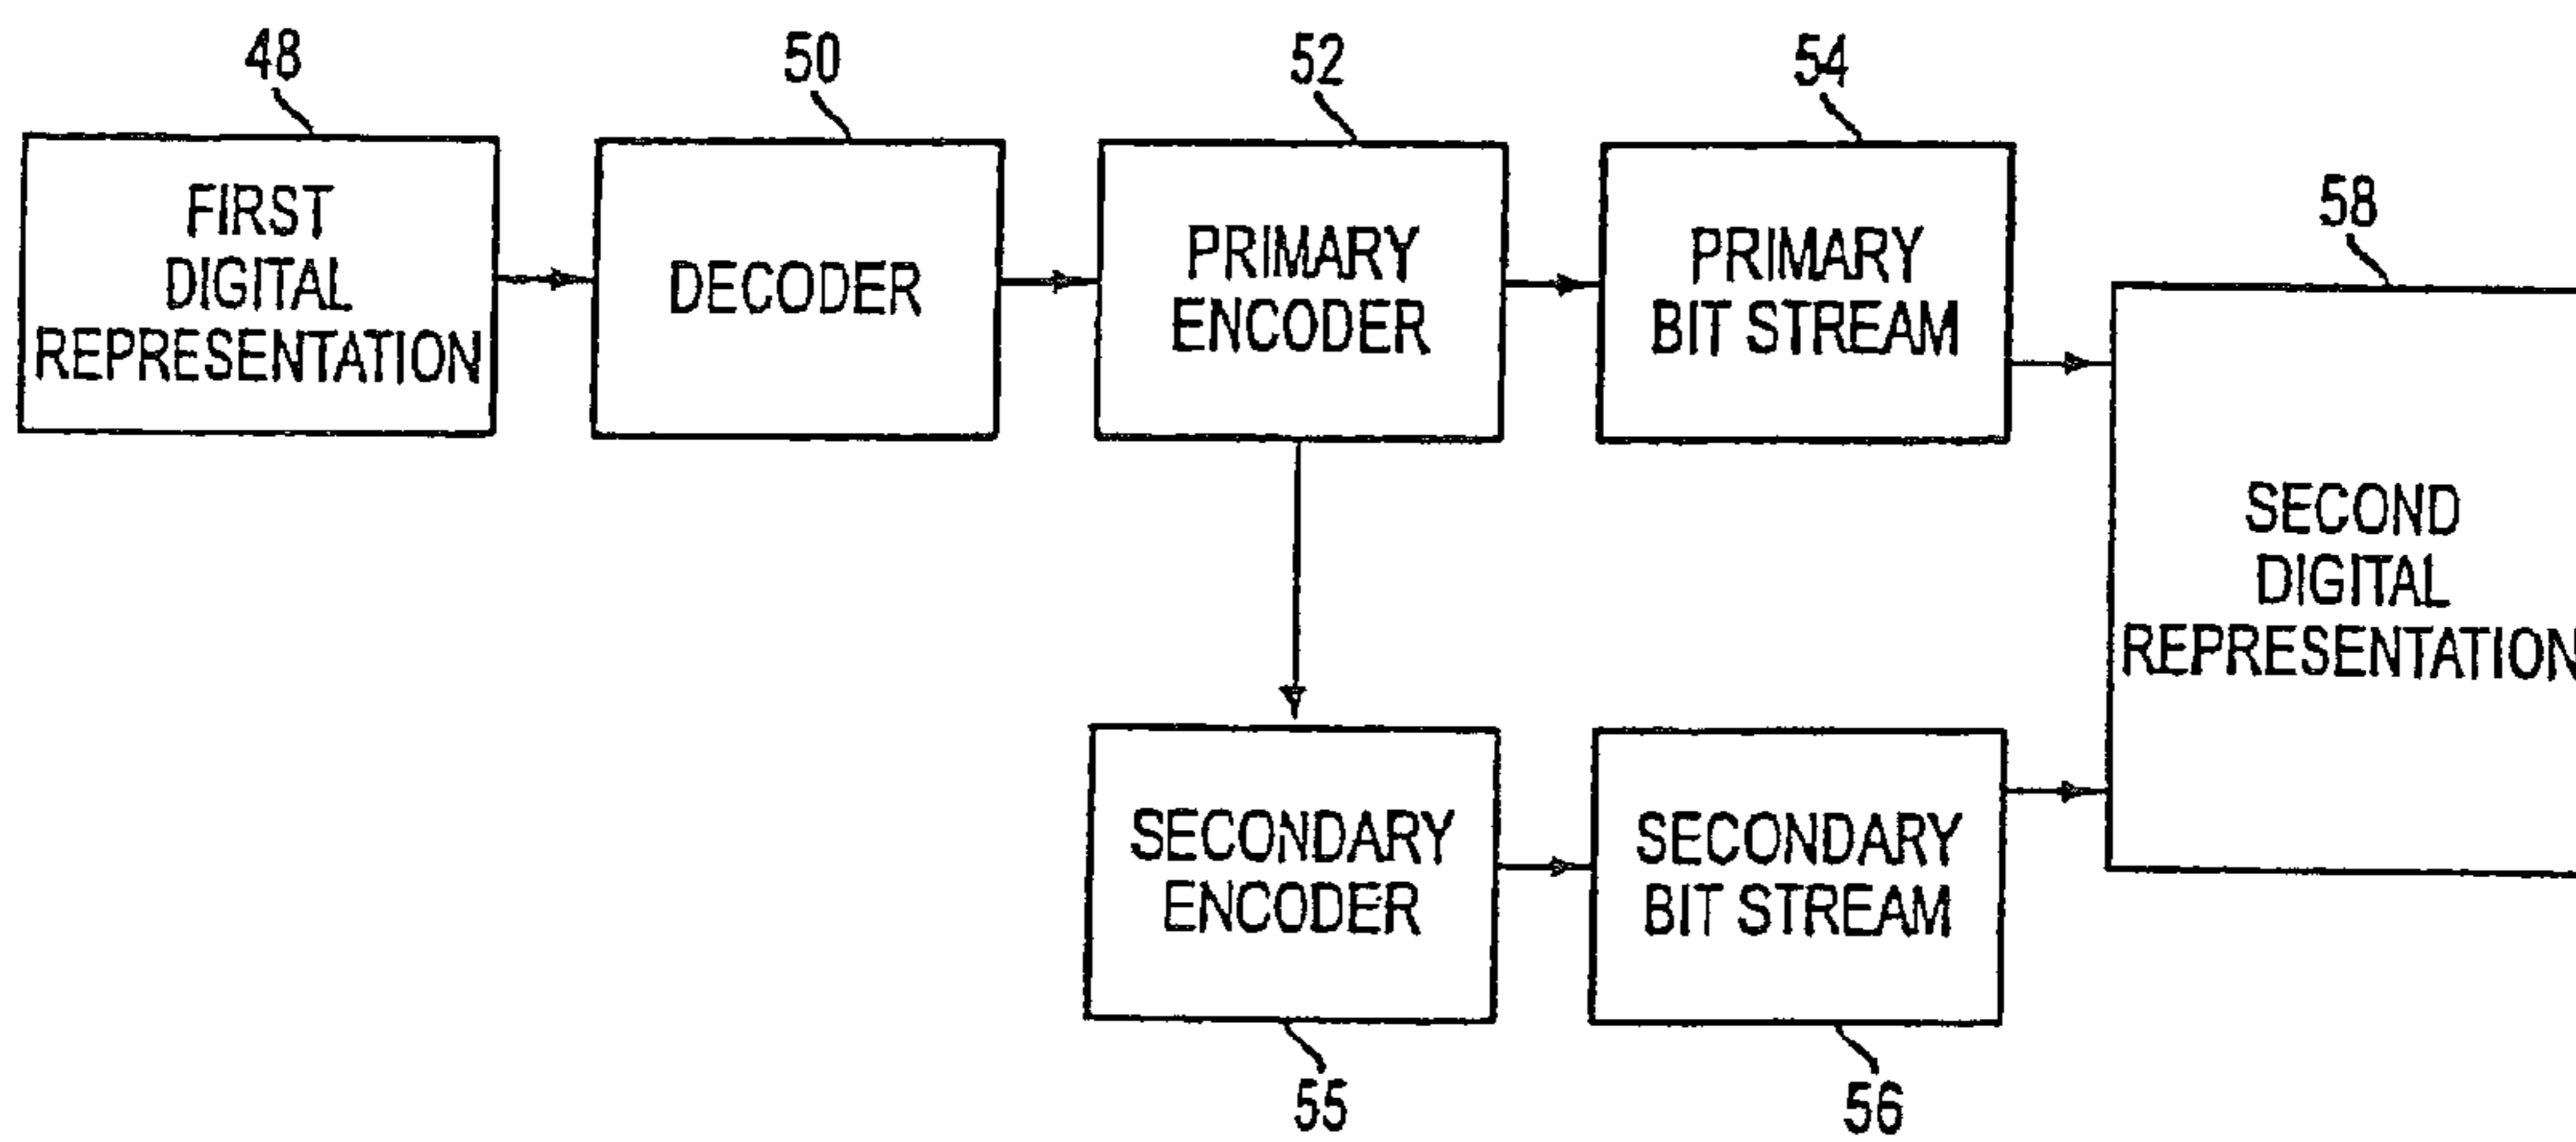 48
50
52
54
58
FIRST
DIGITAL
REPRESENTATION
DECODER
PRIMARY
ENCODER
PRIMARY
BIT STREAM
SECOND
DIGITAL
REPRESENTATION
SECONDARY
ENCODER
SECONDARY
BIT STREAM
55
56